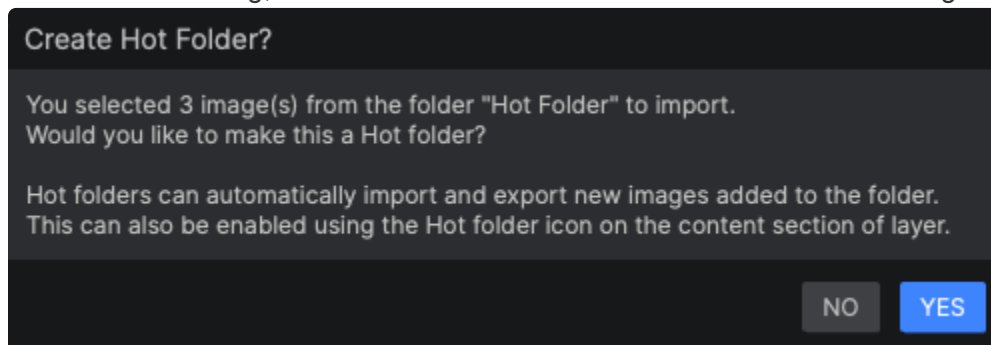 Create Hot Folder?
You selected 3 image(s) from the folder "Hot Folder" to import.
Would you like to make this a Hot folder?
Hot folders can automatically import and export new images added to the folder.
This can also be enabled using the Hot folder icon on the content section of layer.
NO YES